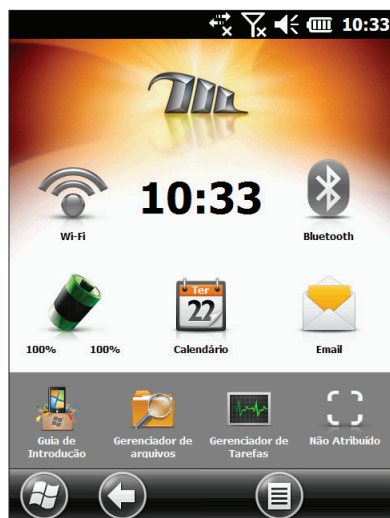 10:33
10:33
Wi-Fi
Bluetooth
Ter
22
100% 100%
Calendário
Email
Guia de
Introdução
Gerenciador de
arquivos
Gerenciador de
Tarefas
Não Atribuído